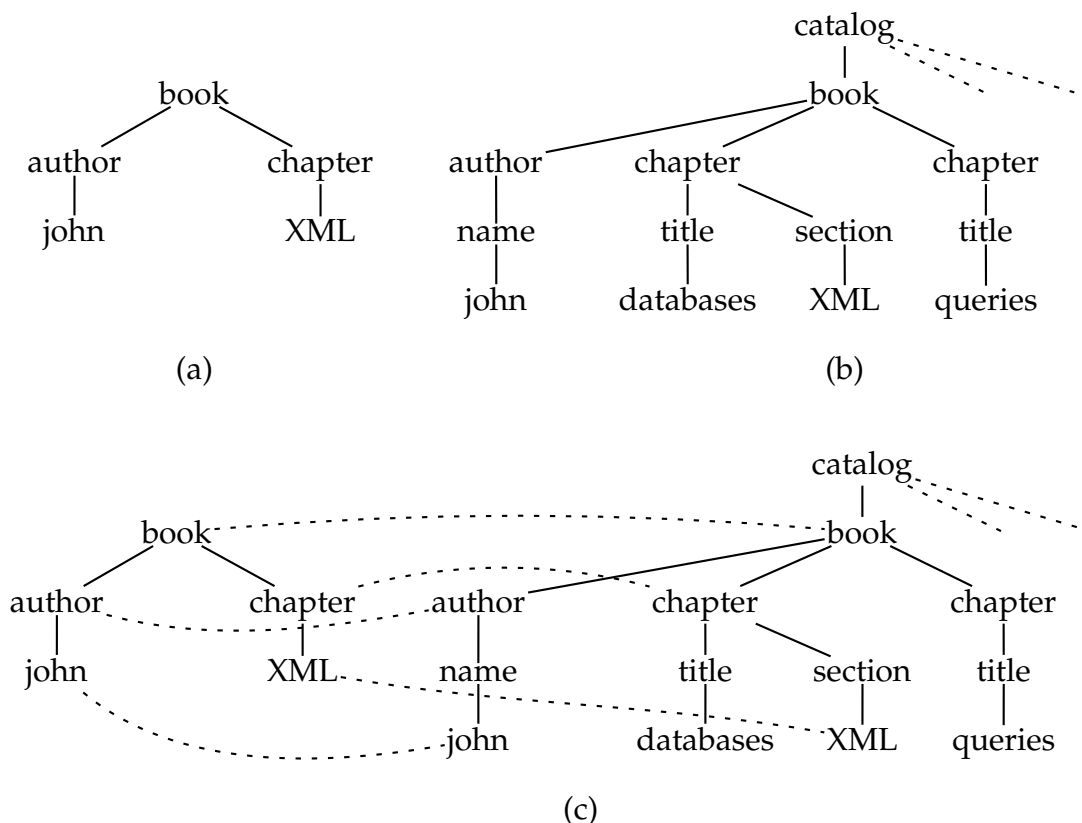 catalog
book book
author chapter author chapter chapter
john XML name title section title
john databases XML queries
(a) (b)
catalog
book book
author chapter author chapter chapter
john XML name title section title
john databases XML queries
(c)